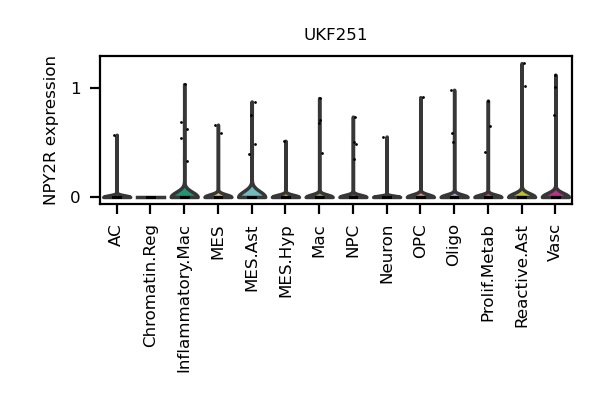 UKF251
NPY2R expression
1
0
AC
Chromatin.Reg
Inflammatory.Mac
MES
MES.Ast
MES.Hyp
Mac
NPC
Neuron
OPC
Oligo
Prolif.Metab
Reactive.Ast
Vasc